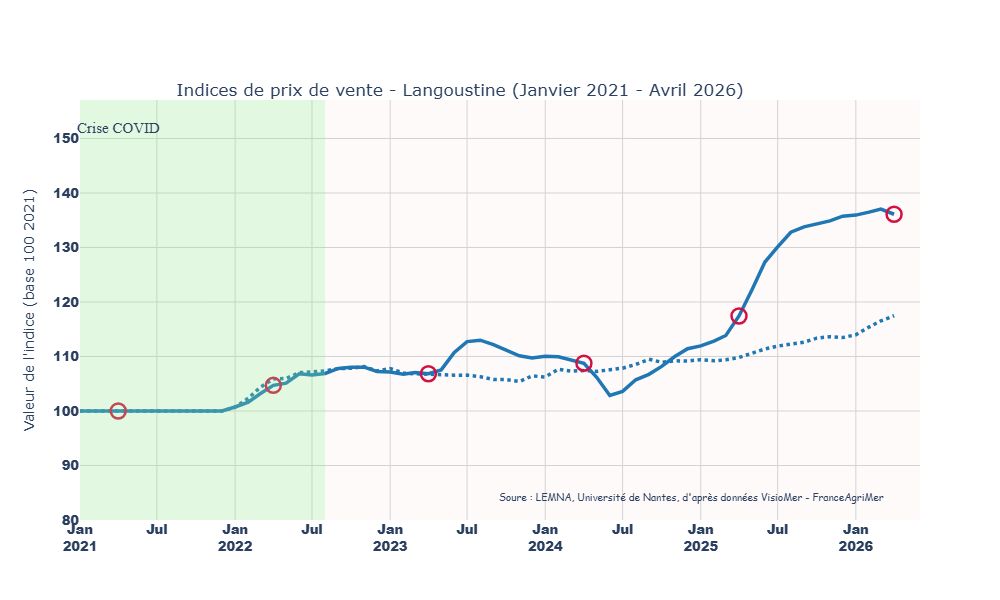 Indices de prix de vente - Langoustine (Janvier 2021 - Avril 2026)
Crise COVID
Valeur de l'indice (base 100 2021)
150
140
130
120
110
100
90
80
Soure : LEMNA, Université de Nantes, d'après données VisioMer - FranceAgriMer
Jan Jul Jan Jul Jan Jul Jan Jul Jan Jul Jan
2021 2022 2023 2024 2025 2026